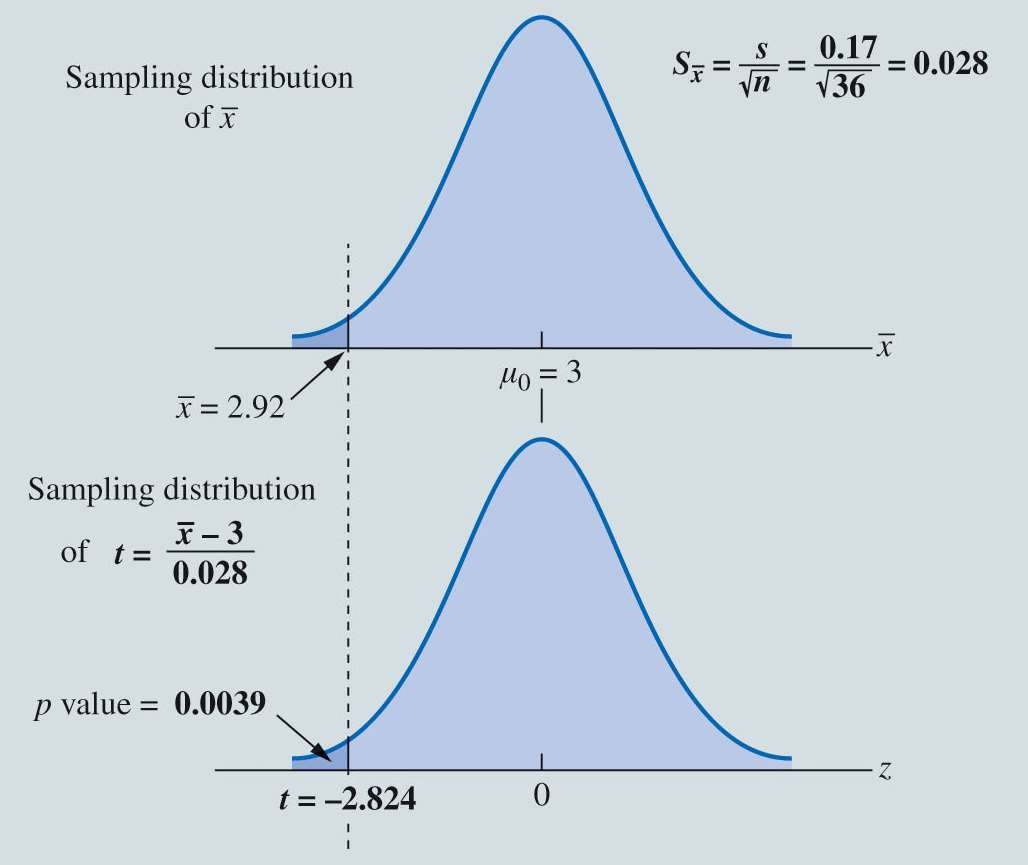 Sampling distribution
of x̅
S_x̅ = s/√n = 0.17/√36 = 0.028
x̅
μ₀ = 3
x̅ = 2.92
Sampling distribution
of t = (x̅ – 3)/0.028
p value = 0.0039
z
t = –2.824
0